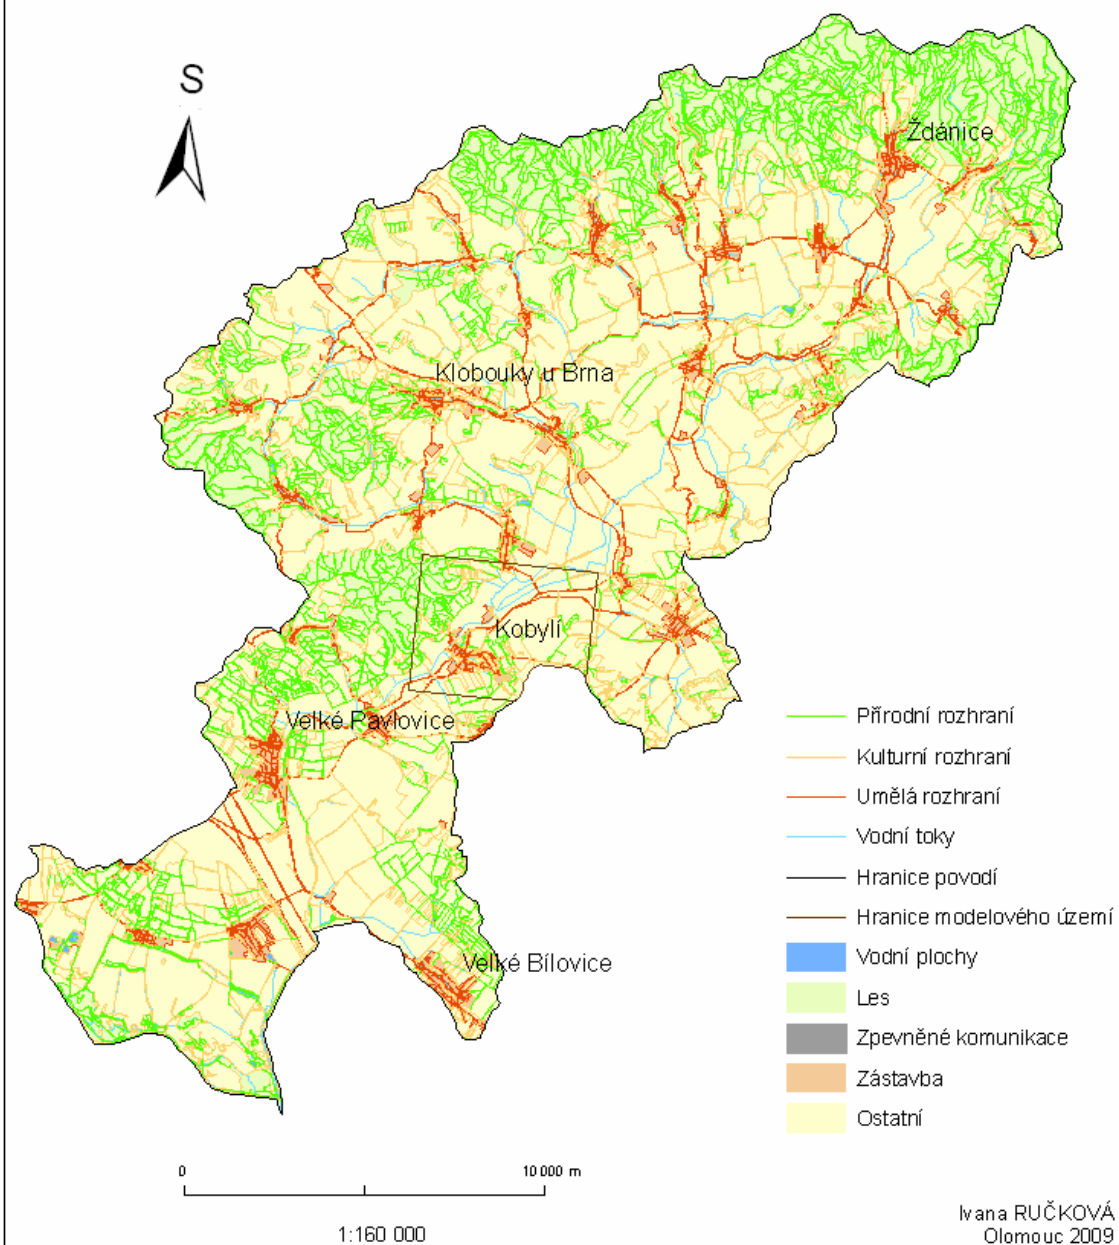 S
Ždánice
Klobouky u Brna
Kobylí
Velké Pavlovice
Velké Bílovice
Přírodní rozhraní
Kulturní rozhraní
Umělá rozhraní
Vodní toky
Hranice povodí
Hranice modelového území
Vodní plochy
Les
Zpevněné komunikace
Zástavba
Ostatní
0 10 000 m
1:160 000
Ivana RUČKOVÁ
Olomouc 2009